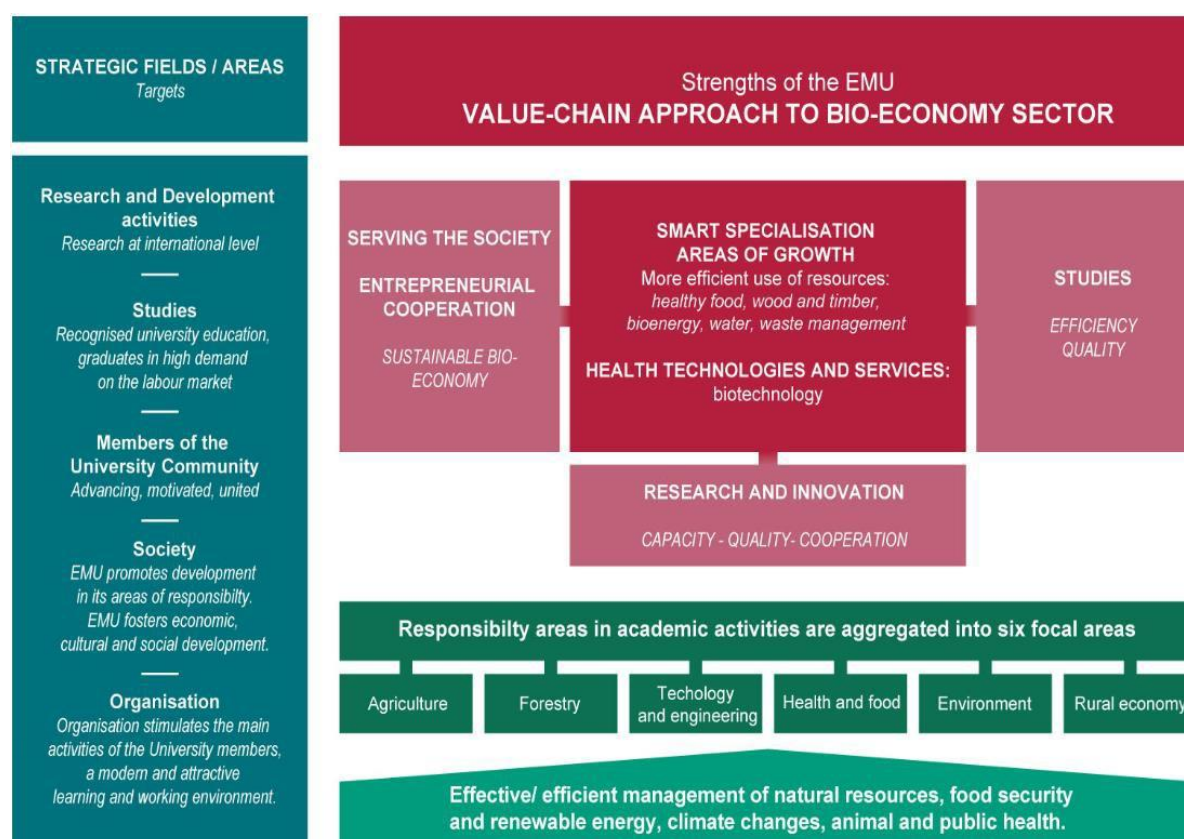 STRATEGIC FIELDS / AREAS
Targets
Research and Development
activities
Research at international level
Studies
Recognised university education,
graduates in high demand
on the labour market
Members of the
University Community
Advancing, motivated, united
Society
EMU promotes development
in its areas of responsibilty.
EMU fosters economic,
cultural and social development.
Organisation
Organisation stimulates the main
activities of the University members,
a modern and attractive
learning and working environment.
Strengths of the EMU
VALUE-CHAIN APPROACH TO BIO-ECONOMY SECTOR
SERVING THE SOCIETY
ENTREPRENEURIAL
COOPERATION
SUSTAINABLE BIO-
ECONOMY
SMART SPECIALISATION
AREAS OF GROWTH
More efficient use of resources:
healthy food, wood and timber,
bioenergy, water, waste management
HEALTH TECHNOLOGIES AND SERVICES:
biotechnology
STUDIES
EFFICIENCY
QUALITY
RESEARCH AND INNOVATION
CAPACITY - QUALITY- COOPERATION
Responsibilty areas in academic activities are aggregated into six focal areas
Agriculture
Forestry
Techology
and engineering
Health and food
Environment
Rural economy
Effective/ efficient management of natural resources, food security
and renewable energy, climate changes, animal and public health.